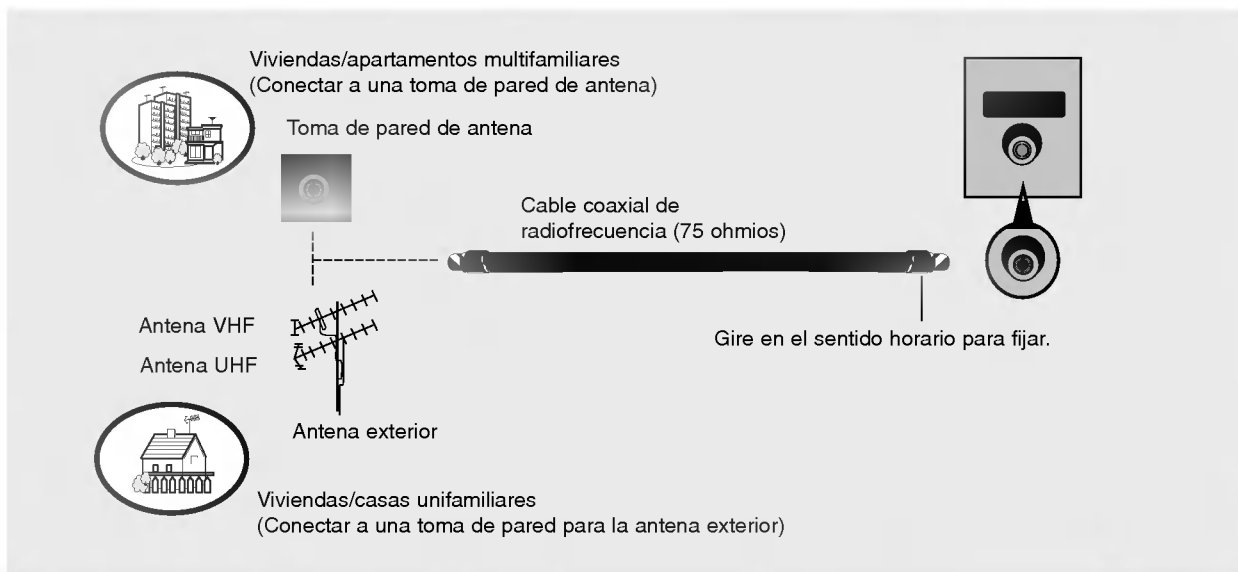 Viviendas/apartamentos multifamiliares
(Conectar a una toma de pared de antena)
Toma de pared de antena
Cable coaxial de
radiofrecuencia (75 ohmios)
Antena VHF
Antena UHF
Gire en el sentido horario para fijar.
Antena exterior
Viviendas/casas unifamiliares
(Conectar a una toma de pared para la antena exterior)